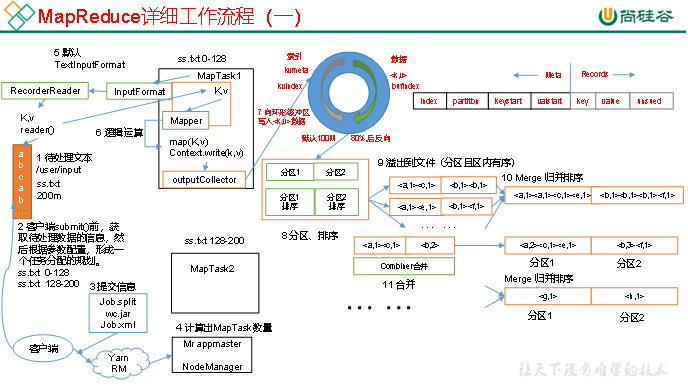 MapReduce详细工作流程（一）
尚硅谷
5 默认
TextInputFormat
ss.txt 0-128
MapTask1
RecorderReader
InputFormat
K,v
K,v
reader()
Mapper
6 逻辑运算
map(K,v)
Context.write(k,v)
outputCollector
a
b
c
a
b
...
1 待处理文本
/user/input
ss.txt
200m
2 客户端submit()前，获
取待处理数据的信息，然
后根据参数配置，形成一
个任务分配的规划。
ss.txt 0-128
ss.txt 128-200
3提交信息
Job.split
wc.jar
Job.xml
客户端
Yarn
RM
4 计算出MapTask数量
Mr appmaster
NodeManager
ss.txt 128-200
MapTask2
索引
kvmeta
kvindex
数据
<k,v>
bufindex
7 向环形缓冲区
写入<k,v>数据
默认100M
80%,后反向
Meta
Records
index
partition
keystart
valstart
key
value
unused
分区1
分区2
分区1
排序
分区2
排序
8 分区、排序
9 溢出到文件（分区且区内有序）
<a,1><c,1>
<b,1><b,1>
<a,1><e,1>
<b,1><f,1>
... ...
10 Merge 归并排序
<a,1><a,1><c,1><e,1>
<b,1><b,1><b,1><f,1>
<a,1><c,1>
<b,2>
Combiner合并
11 合并
<a,2><c,1><e,1>
<b,3><f,1>
分区1
分区2
Merge 归并排序
<g,1>
<h,1>
分区1
分区2
... ...
让天下没有难学的技术